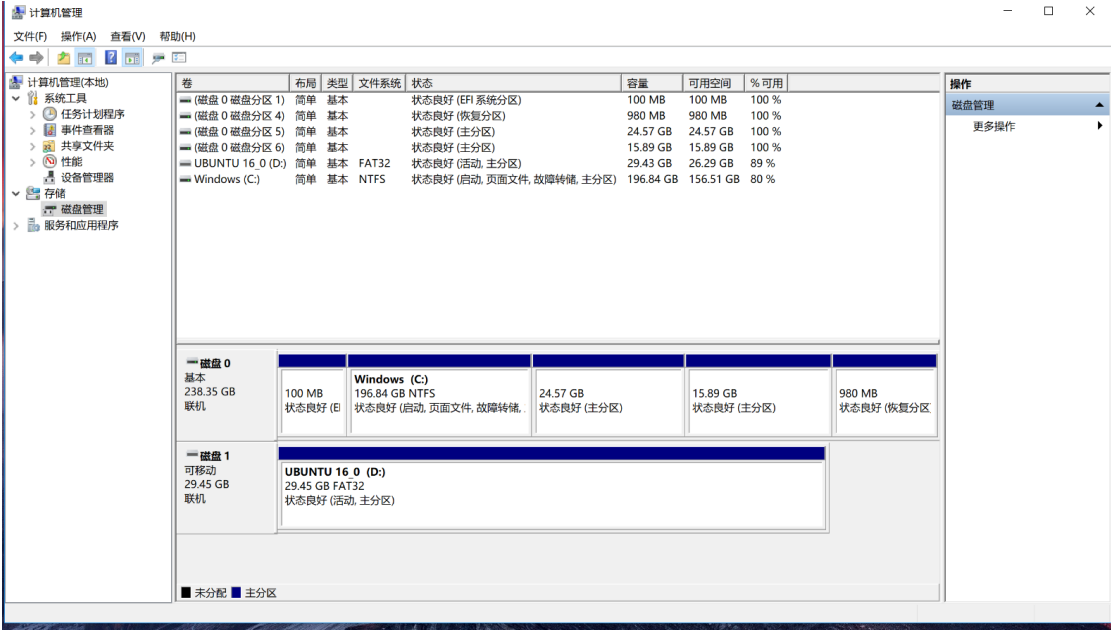 计算机管理
文件(F) 操作(A) 查看(V) 帮助(H)
计算机管理(本地)
系统工具
任务计划程序
事件查看器
共享文件夹
性能
设备管理器
存储
磁盘管理
服务和应用程序
卷 布局 类型 文件系统 状态 容量 可用空间 % 可用
(磁盘 0 磁盘分区 1) 简单 基本 状态良好 (EFI 系统分区) 100 MB 100 MB 100 %
(磁盘 0 磁盘分区 4) 简单 基本 状态良好 (恢复分区) 980 MB 980 MB 100 %
(磁盘 0 磁盘分区 5) 简单 基本 状态良好 (主分区) 24.57 GB 24.57 GB 100 %
(磁盘 0 磁盘分区 6) 简单 基本 状态良好 (主分区) 15.89 GB 15.89 GB 100 %
UBUNTU 16_0 (D:) 简单 基本 FAT32 状态良好 (活动, 主分区) 29.43 GB 26.29 GB 89 %
Windows (C:) 简单 基本 NTFS 状态良好 (启动, 页面文件, 故障转储, 主分区) 196.84 GB 156.51 GB 80 %
磁盘 0
基本
238.35 GB
联机
100 MB
状态良好 (E
Windows (C:)
196.84 GB NTFS
状态良好 (启动, 页面文件, 故障转储, .
24.57 GB
状态良好 (主分区)
15.89 GB
状态良好 (主分区)
980 MB
状态良好 (恢复分区
磁盘 1
可移动
29.45 GB
联机
UBUNTU 16_0 (D:)
29.45 GB FAT32
状态良好 (活动, 主分区)
未分配 主分区
操作
磁盘管理
更多操作